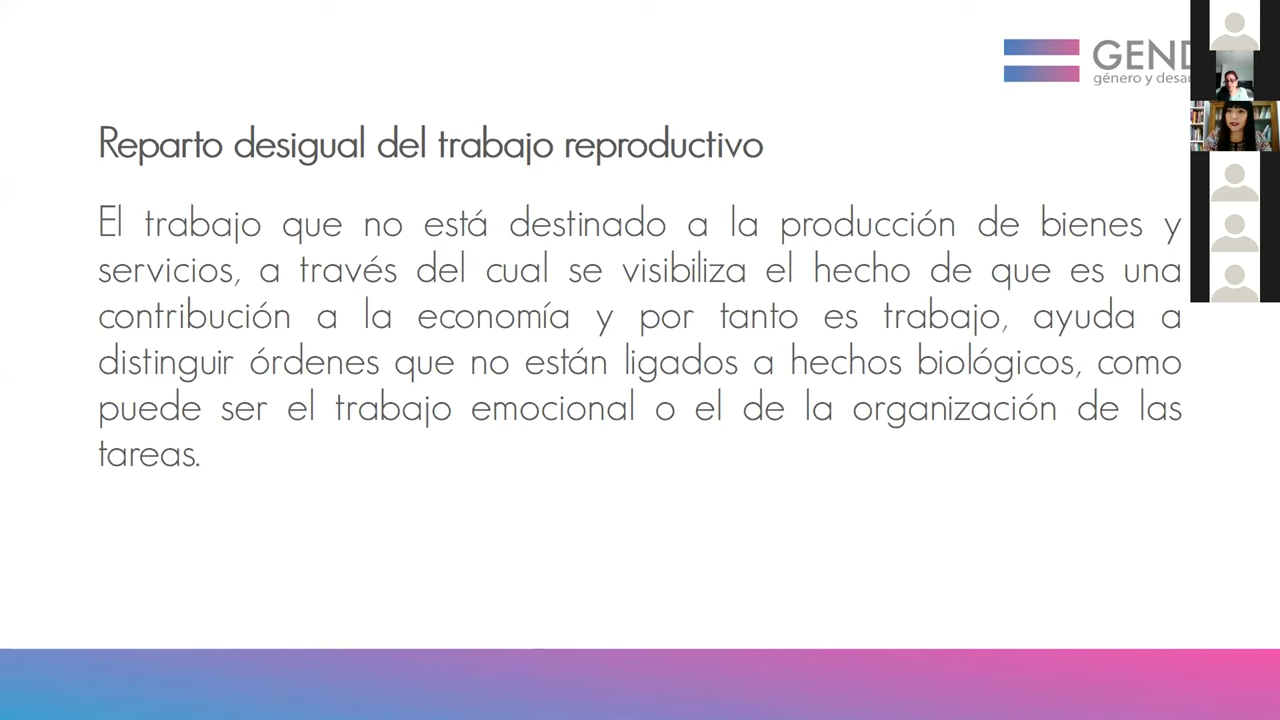 Reparto desigual del trabajo reproductivo
El trabajo que no está destinado a la producción de bienes y
servicios, a través del cual se visibiliza el hecho de que es una
contribución a la economía y por tanto es trabajo, ayuda a
distinguir órdenes que no están ligados a hechos biológicos, como
puede ser el trabajo emocional o el de la organización de las
tareas.
género y